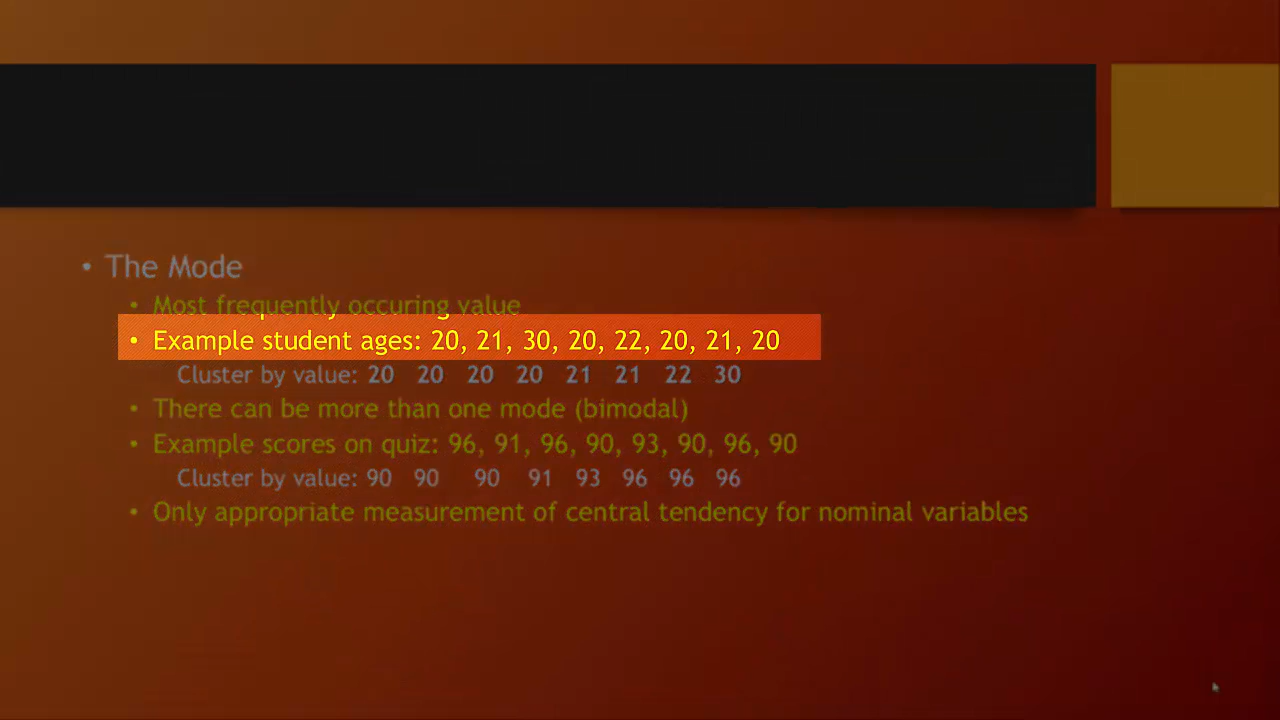 • The Mode
• Most frequently occuring value
• Example student ages: 20, 21, 30, 20, 22, 20, 21, 20
Cluster by value: 20 20 20 20 21 21 22 30
• There can be more than one mode (bimodal)
• Example scores on quiz: 96, 91, 96, 90, 93, 90, 96, 90
Cluster by value: 90 90 90 91 93 96 96 96
• Only appropriate measurement of central tendency for nominal variables